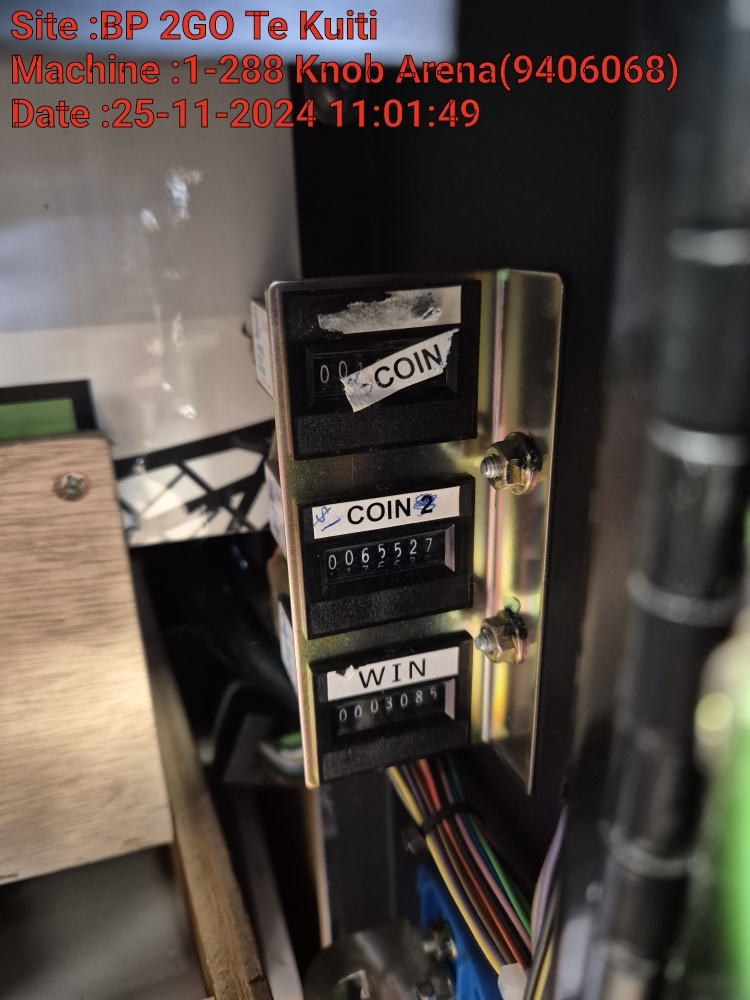 Site :BP 2GO Te Kuiti
Machine :1-288 Knob Arena(9406068)
Date :25-11-2024 11:01:49
00
COIN
COIN 2
0065527
WIN
0003085